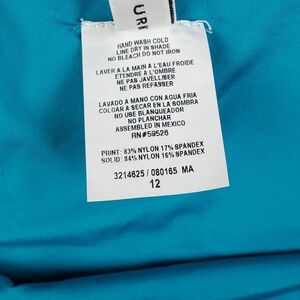 HAND WASH COLD
LINE DRY IN SHADE
NO BLEACH DO NOT IRON
LAVER A LA MAIN A L'EAU FROIDE
ETENDRE A L'OMBRE
NE PAS JAVELLISER
NE PAS REPASSER
LAVADO A MANO CON AGUA FRIA
COLGAR A SECAR EN LA SOMBRA
NO USE BLANQUEADOR
NO PLANCHAR
ASSEMBLED IN MEXICO
RN#59526
PRINT: 83% NYLON 17% SPANDEX
SOLID: 84% NYLON 16% SPANDEX
3214625 / 080165 MA
12